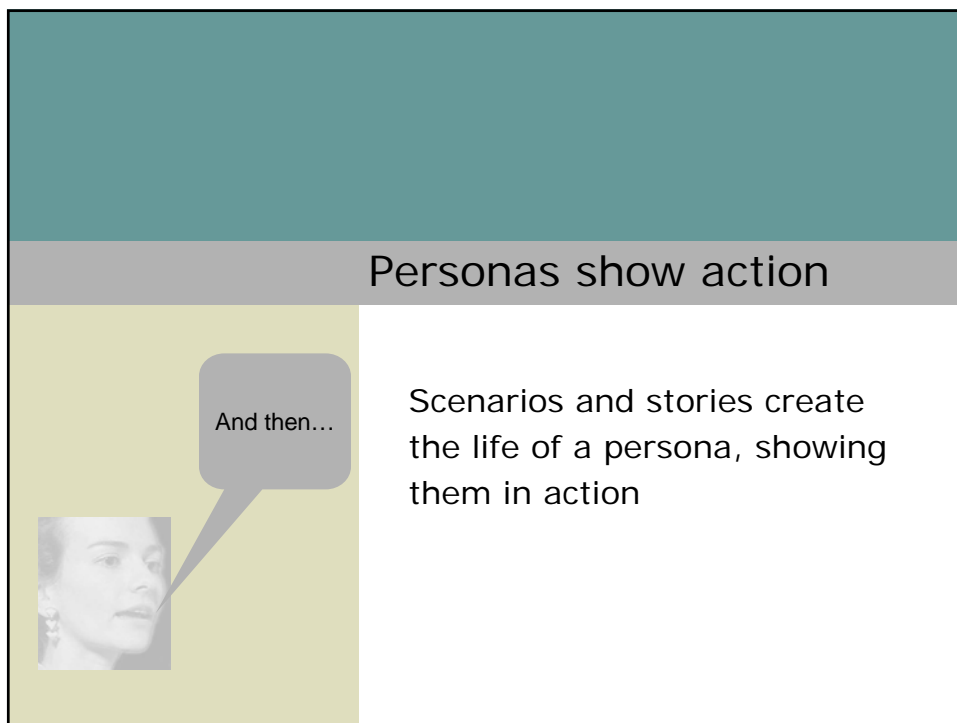 Personas show action
And then…
Scenarios and stories create
the life of a persona, showing
them in action